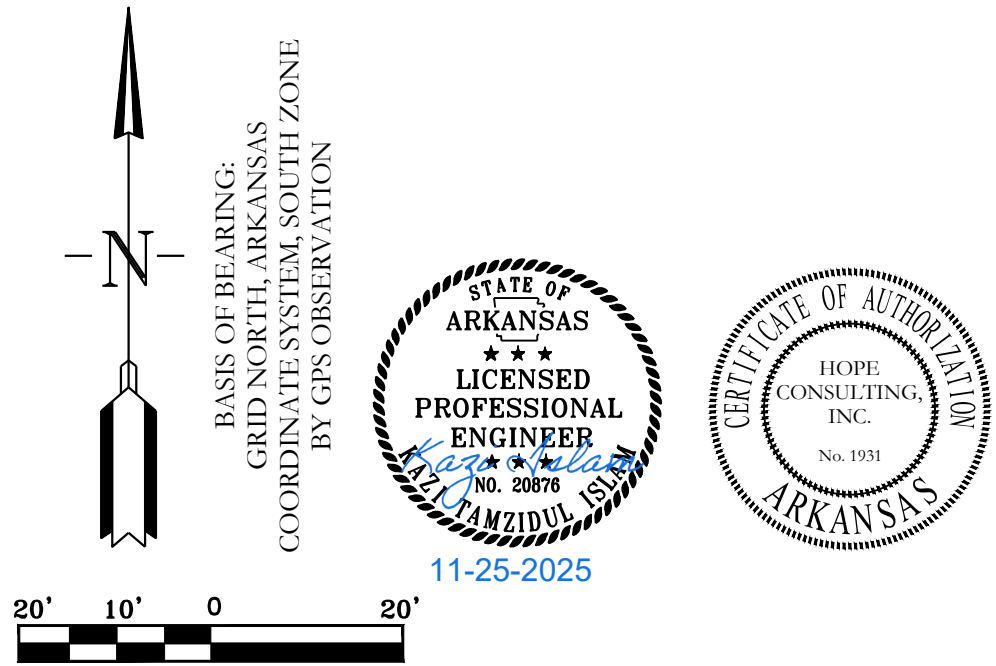 N
BASIS OF BEARING:
GRID NORTH, ARKANSAS
COORDINATE SYSTEM, SOUTH ZONE
BY GPS OBSERVATION
STATE OF
ARKANSAS
LICENSED
PROFESSIONAL
ENGINEER
Kazi Islam
NO. 20876
KAZI TAMZIDUL ISLAM
11-25-2025
CERTIFICATE OF AUTHORIZATION
HOPE
CONSULTING,
INC.
No. 1931
ARKANSAS
20' 10' 0 20'